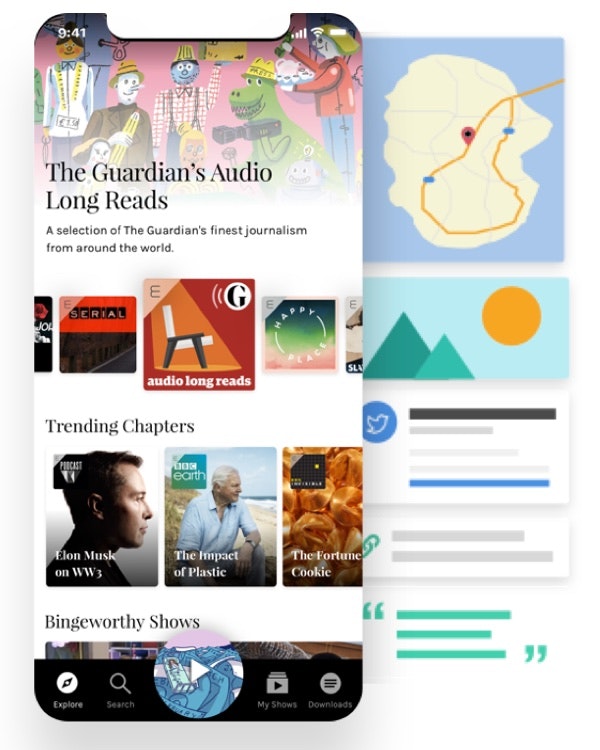 9:41
The Guardian's Audio
Long Reads
A selection of The Guardian's finest journalism
from around the world.
SERIAL
G
audio long reads
HAPPY
PLACE
Trending Chapters
PODCAST
BBC
earth
INVISIBLE
Elon Musk
on WW3
The Impact
of Plastic
The Fortune
Cookie
Bingeworthy Shows
Explore
Search
My Shows
Downloads